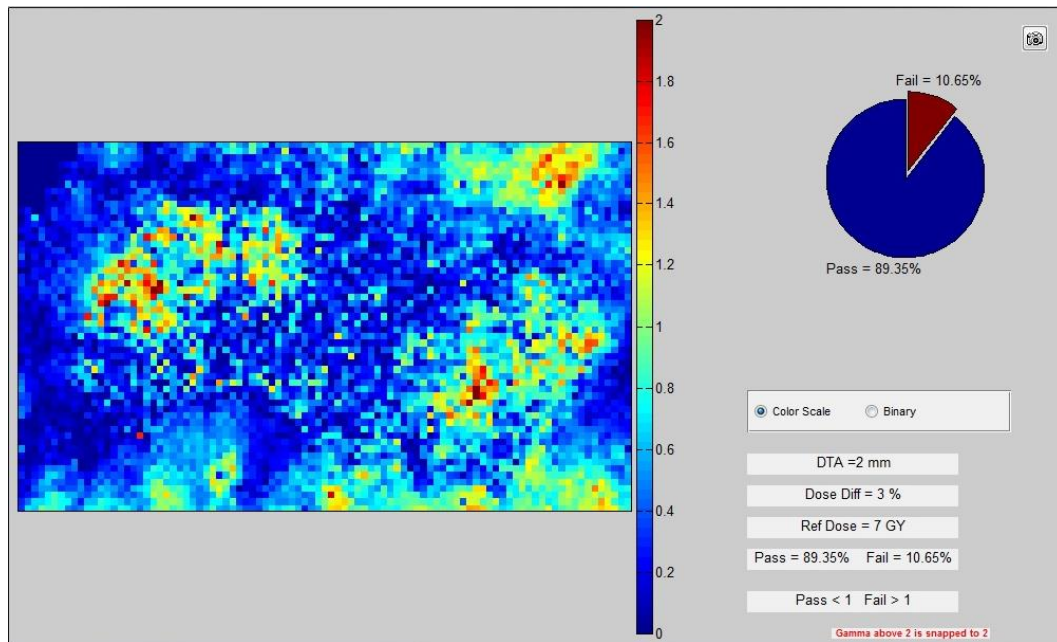 2
1.8
1.6
1.4
1.2
1
0.8
0.6
0.4
0.2
0
Fail = 10.65%
Pass = 89.35%
Color Scale Binary
DTA =2 mm
Dose Diff = 3 %
Ref Dose = 7 GY
Pass = 89.35% Fail = 10.65%
Pass < 1 Fail > 1
Gamma above 2 is snapped to 2